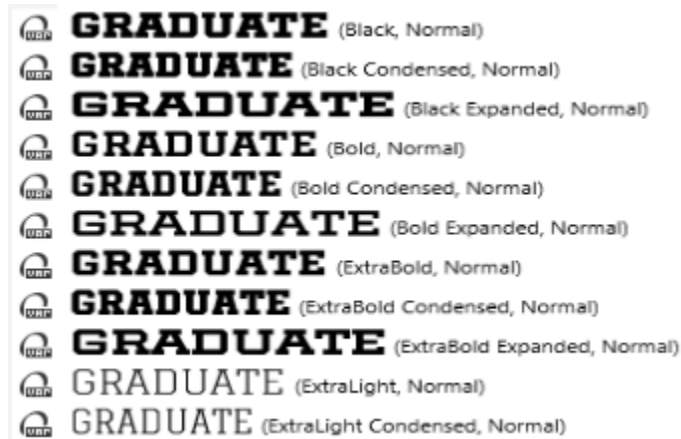 GRADUATE (Black, Normal)
GRADUATE (Black Condensed, Normal)
GRADUATE (Black Expanded, Normal)
GRADUATE (Bold, Normal)
GRADUATE (Bold Condensed, Normal)
GRADUATE (Bold Expanded, Normal)
GRADUATE (ExtraBold, Normal)
GRADUATE (ExtraBold Condensed, Normal)
GRADUATE (ExtraBold Expanded, Normal)
GRADUATE (ExtraLight, Normal)
GRADUATE (ExtraLight Condensed, Normal)